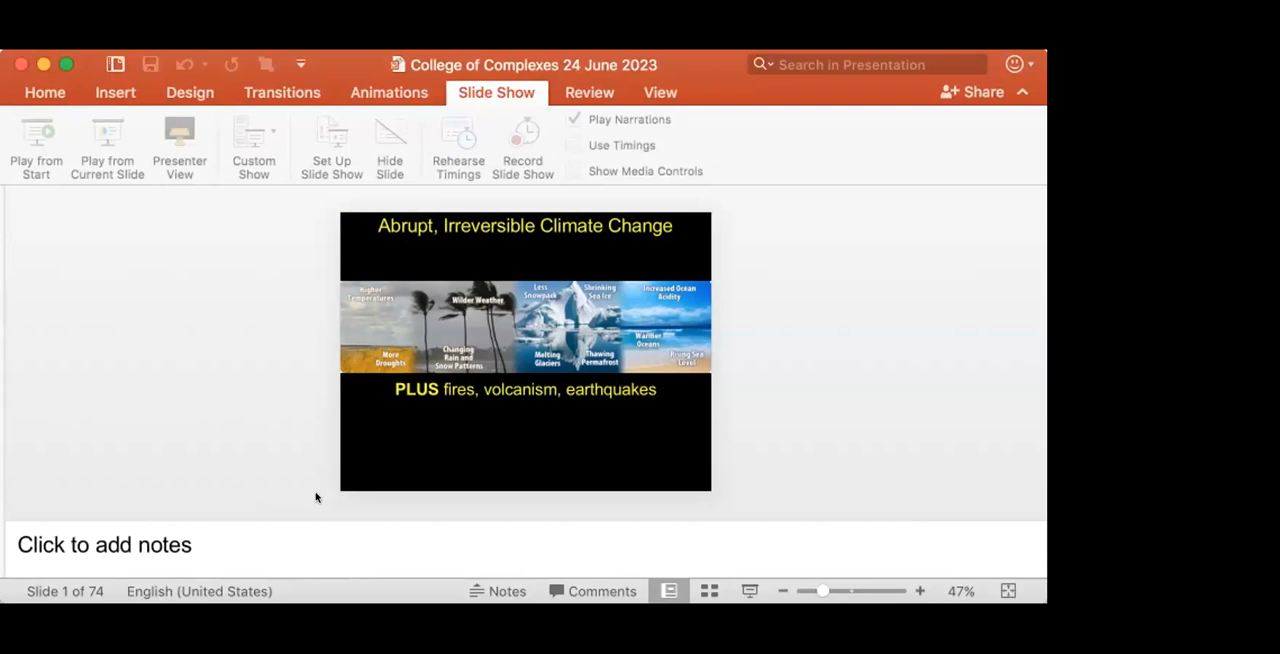 College of Complexes 24 June 2023
Search in Presentation
Home Insert Design Transitions Animations Slide Show Review View
Share
Play from
Start
Play from
Current Slide
Presenter
View
Custom
Show
Set Up
Slide Show
Hide
Slide
Rehearse
Timings
Record
Slide Show
Play Narrations
Use Timings
Show Media Controls
Abrupt, Irreversible Climate Change
Higher
Temperatures
More
Droughts
Wilder Weather
Changing
Rain and
Snow Patterns
Less
Snowpack
Melting
Glaciers
Shrinking
Sea Ice
Thawing
Permafrost
Increased Ocean
Acidity
Warmer
Oceans
Rising Sea
Level
PLUS fires, volcanism, earthquakes
Click to add notes
Slide 1 of 74 English (United States) Notes Comments 47%